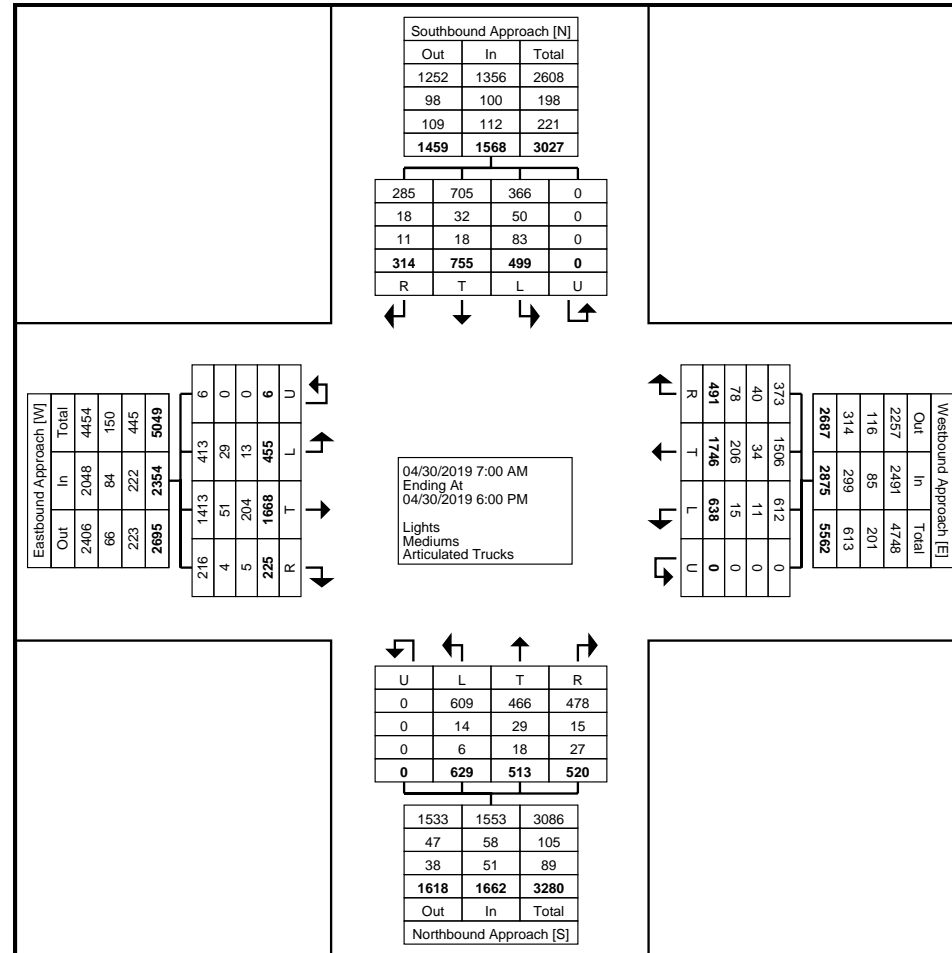 Southbound Approach [N]
Out In Total
1252 1356 2608
98 100 198
109 112 221
1459 1568 3027
285 705 366 0
18 32 50 0
11 18 83 0
314 755 499 0
R T L U
Eastbound Approach [W]
Total In Out
4454 2048 2406
150 84 66
445 222 223
5049 2354 2695
6 413 1413 216
0 29 51 4
0 13 204 5
6 455 1668 225
U L T R
04/30/2019 7:00 AM
Ending At
04/30/2019 6:00 PM
Lights
Mediums
Articulated Trucks
Westbound Approach [E]
Out In Total
2257 2491 4748
116 85 201
314 299 613
2687 2875 5562
373 1506 612 0
40 34 11 0
78 206 15 0
491 1746 638 0
R T L U
U L T R
0 609 466 478
0 14 29 15
0 6 18 27
0 629 513 520
1533 1553 3086
47 58 105
38 51 89
1618 1662 3280
Out In Total
Northbound Approach [S]